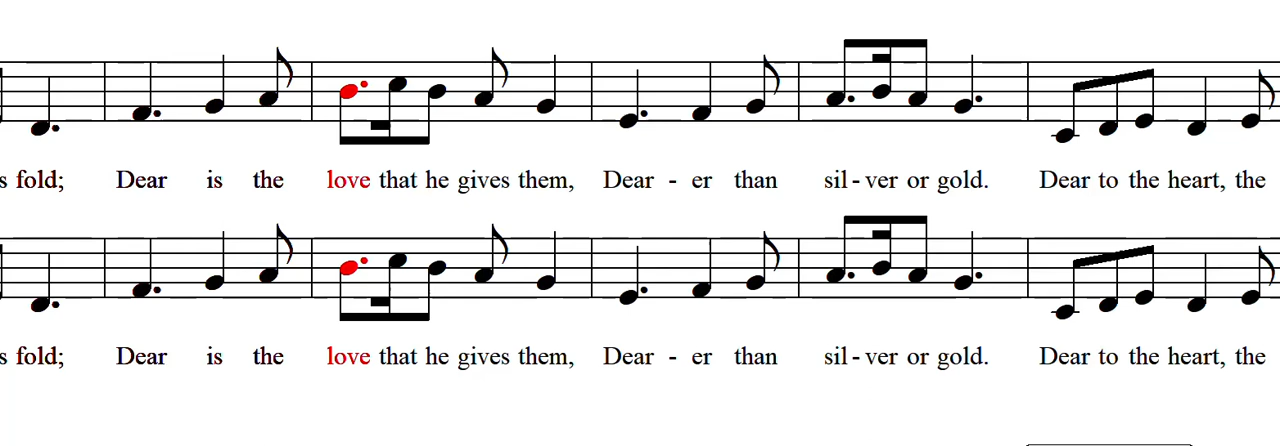 s fold; Dear is the love that he gives them, Dear - er than sil - ver or gold. Dear to the heart, the
s fold; Dear is the love that he gives them, Dear - er than sil - ver or gold. Dear to the heart, the